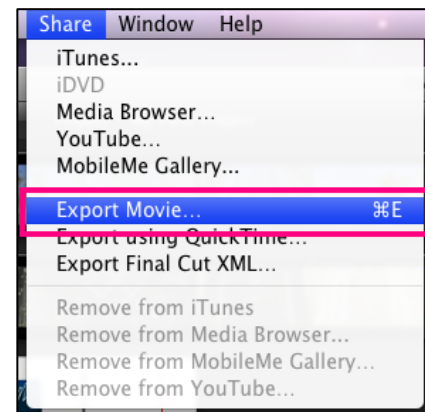 Share Window Help
iTunes...
iDVD
Media Browser...
YouTube...
MobileMe Gallery...
Export Movie... ⌘E
Export using QuickTime...
Export Final Cut XML...
Remove from iTunes
Remove from Media Browser...
Remove from MobileMe Gallery...
Remove from YouTube...